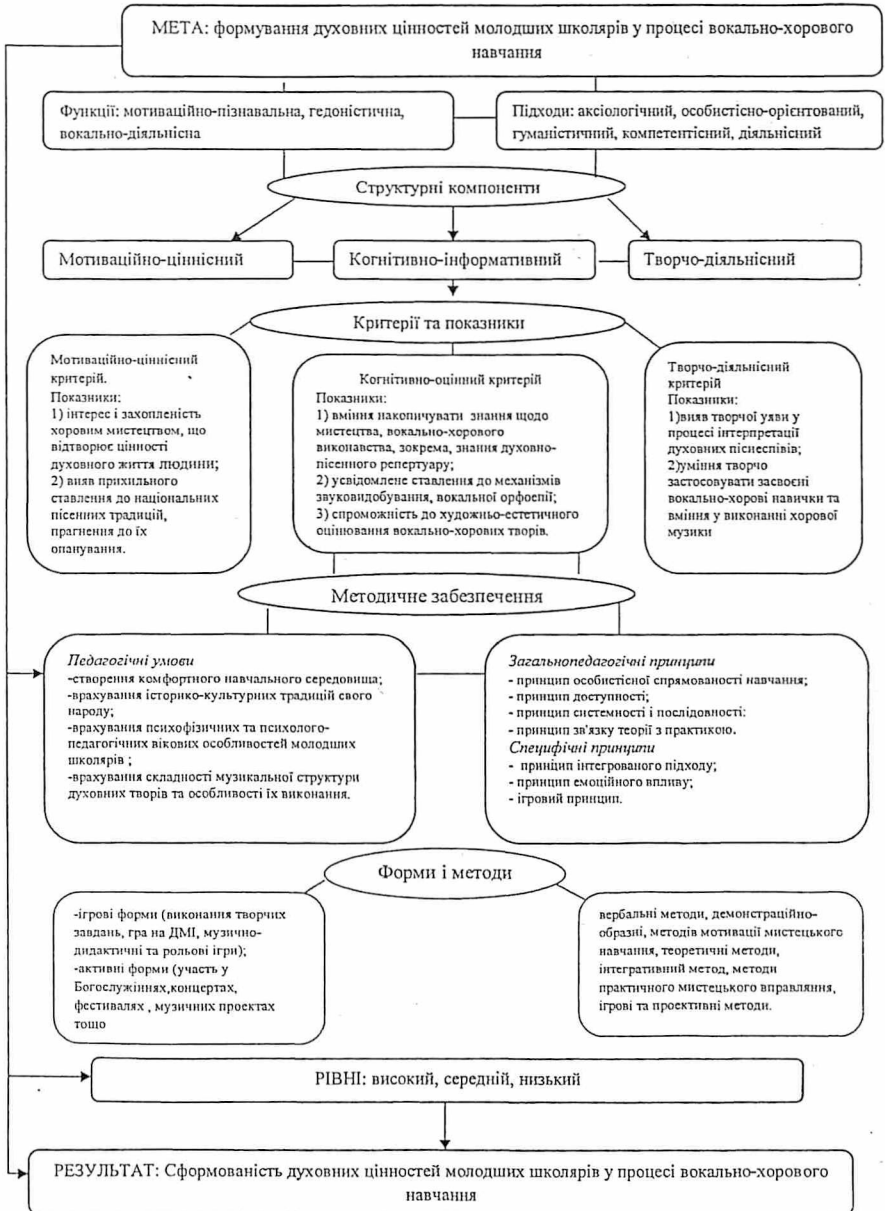 МЕТА: формування духовних цінностей молодших школярів у процесі вокально-хорового
навчання
Функції: мотиваційно-пізнавальна, гедоністична,
вокально-діяльнісна
Підходи: аксіологічний, особистісно-орієнтований,
гуманістичний, компетентісний, діяльнісний
Структурні компоненти
Мотиваційно-ціннісний
Когнітивно-інформативний
Творчо-діяльнісний
Критерії та показники
Мотиваційно-ціннісний
критерій.
Показники:
1) інтерес і захопленість
хоровим мистецтвом, що
відтворює цінності
духовного життя людини;
2) вияв прихильного
ставлення до національних
пісенних традицій,
прагнення до їх
опанування.
Когнітивно-оцінний критерій
Показники:
1) вміння накопичувати знання щодо
мистецтва, вокально-хорового
виконавства, зокрема, знання духовно-
пісенного репертуару;
2) усвідомлене ставлення до механізмів
звуковидобування, вокальної орфоепії;
3) спроможність до художньо-естетичного
оцінювання вокально-хорових творів.
Творчо-діяльнісний
критерій
Показники:
1)вияв творчої уяви у
процесі інтерпретації
духовних піснеспівів;
2)уміння творчо
застосовувати засвоєні
вокально-хорові навички та
вміння у виконанні хорової
музики
Методичне забезпечення
Педагогічні умови
-створення комфортного навчального середовища;
-врахування історико-культурних традицій свого
народу;
-врахування психофізичних та психолого-
педагогічних вікових особливостей молодших
школярів ;
-врахування складності музикальної структури
духовних творів та особливості їх виконання.
Загальнопедагогічні принципи
- принцип особистісної спрямованості навчання;
- принцип доступності;
- принцип системності і послідовності:
- принцип зв'язку теорії з практикою.
Специфічні принципи
- принцип інтегрованого підходу;
- принцип емоційного впливу;
- ігровий принцип.
Форми і методи
-ігрові форми (виконання творчих
завдань, гра на ДМІ, музично-
дидактичні та рольові ігри);
-активні форми (участь у
Богослужіннях,концертах,
фестивалях , музичних проектах
тощо
вербальні методи, демонстраційно-
образні, методів мотивації мистецького
навчання, теоретичні методи,
інтегративний метод, методи
практичного мистецького вправляння,
ігрові та проективні методи.
РІВНІ: високий, середній, низький
РЕЗУЛЬТАТ: Сформованість духовних цінностей молодших школярів у процесі вокально-хорового
навчання